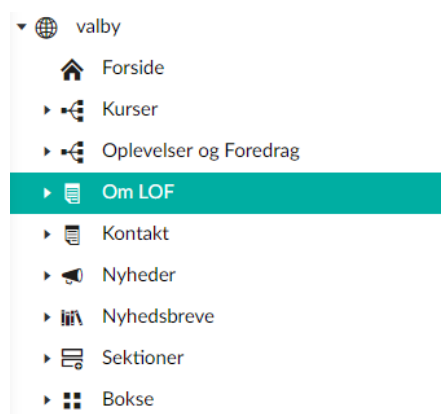 valby
Forside
Kurser
Oplevelser og Foredrag
Om LOF
Kontakt
Nyheder
Nyhedsbreve
Sektioner
Bokse